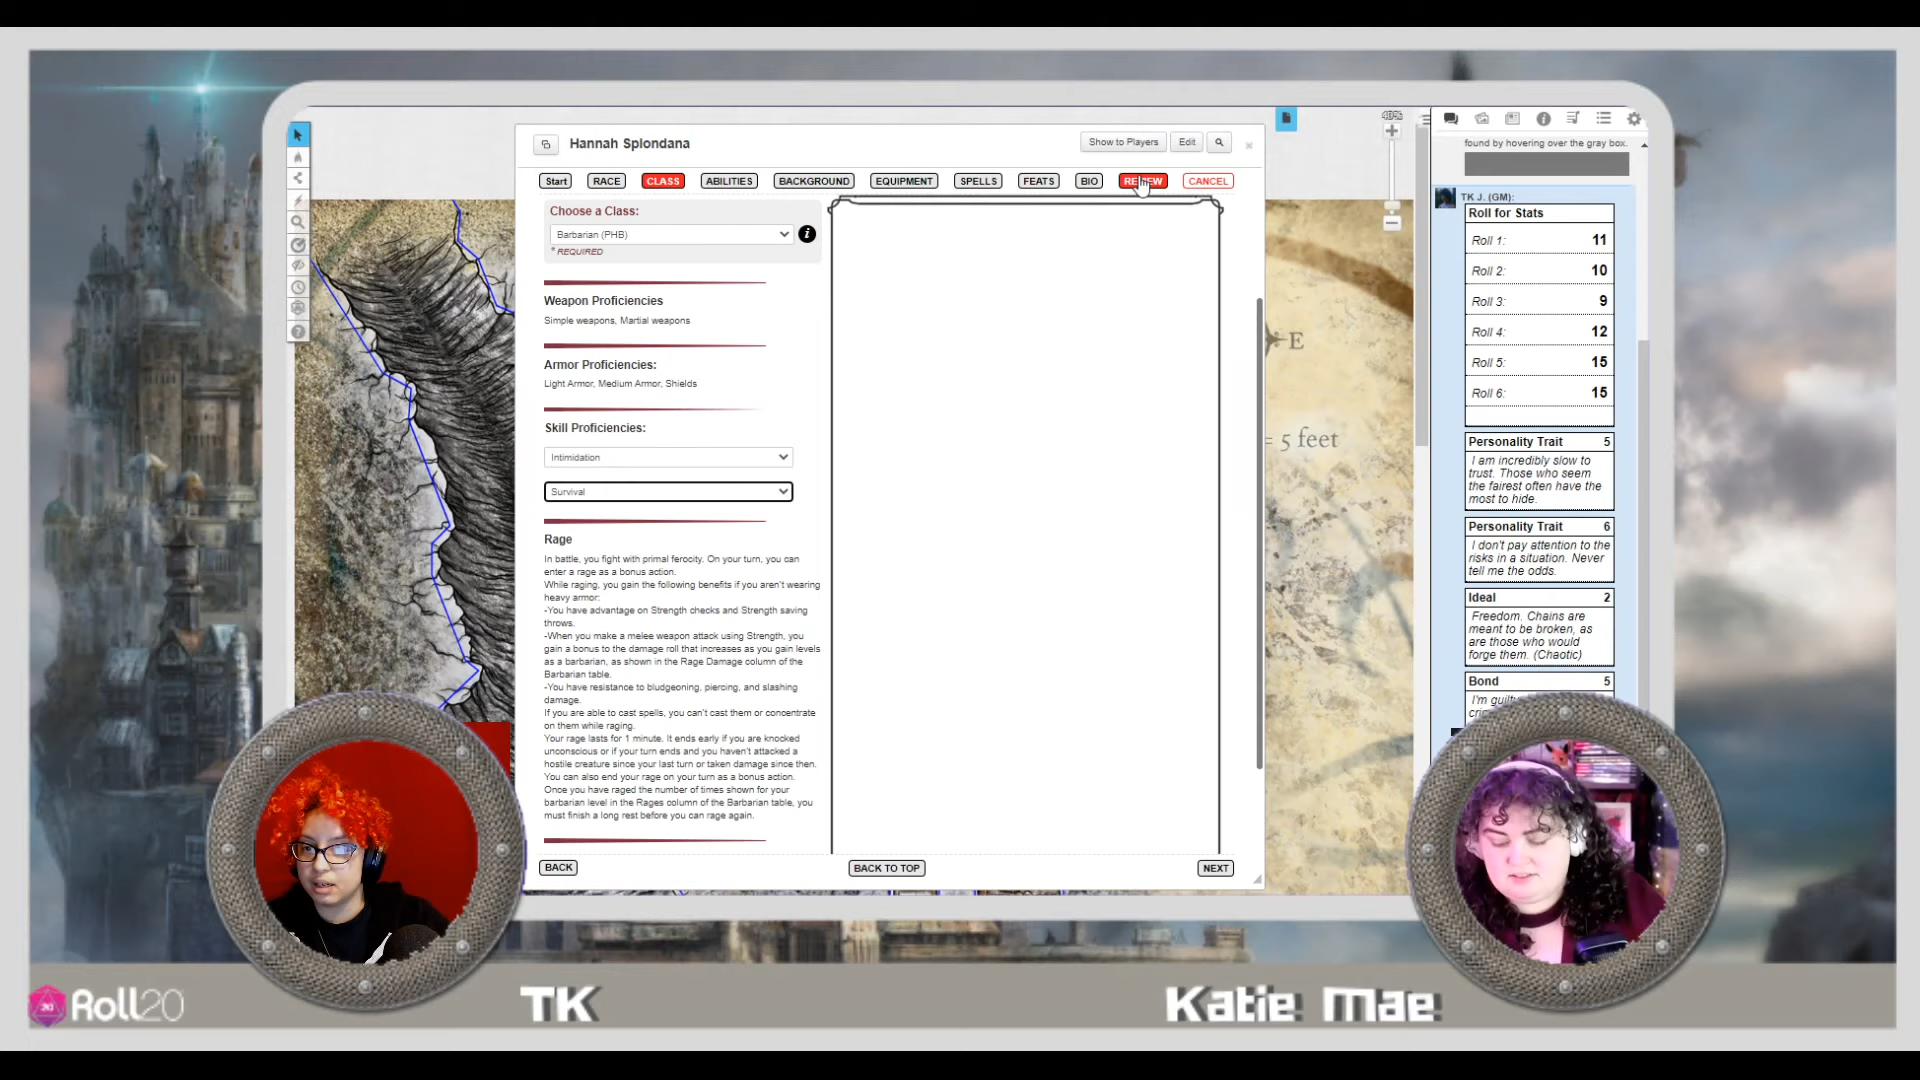 Hannah Splondana
Show to Players
Edit
Start
RACE
CLASS
ABILITIES
BACKGROUND
EQUIPMENT
SPELLS
FEATS
BIO
CANCEL
Choose a Class:
Barbarian (PHB)
* REQUIRED
Weapon Proficiencies
Simple weapons, Martial weapons
Armor Proficiencies:
Light Armor, Medium Armor, Shields
Skill Proficiencies:
Intimidation
Survival
Rage
In battle, you fight with primal ferocity. On your turn, you can
enter a rage as a bonus action.
While raging, you gain the following benefits if you aren't wearing
heavy armor:
-You have advantage on Strength checks and Strength saving
throws.
-When you make a melee weapon attack using Strength, you
gain a bonus to the damage roll that increases as you gain levels
as a barbarian, as shown in the Rage Damage column of the
Barbarian table.
-You have resistance to bludgeoning, piercing, and slashing
damage.
If you are able to cast spells, you can't cast them or concentrate
on them while raging.
Your rage lasts for 1 minute. It ends early if you are knocked
unconscious or if your turn ends and you haven't attacked a
hostile creature since your last turn or taken damage since then.
You can also end your rage on your turn as a bonus action.
Once you have raged the number of times shown for your
barbarian level in the Rages column of the Barbarian table, you
must finish a long rest before you can rage again.
BACK
BACK TO TOP
NEXT
E
= 5 feet
found by hovering over the gray box.
TK J. (GM):
Roll for Stats
Roll 1: 11
Roll 2: 10
Roll 3: 9
Roll 4: 12
Roll 5: 15
Roll 6: 15
Personality Trait 5
I am incredibly slow to
trust. Those who seem
the fairest often have the
most to hide.
Personality Trait 6
I don't pay attention to the
risks in a situation. Never
tell me the odds.
Ideal 2
Freedom. Chains are
meant to be broken, as
are those who would
forge them. (Chaotic)
Bond 5
Roll20
TK
Katie Mae